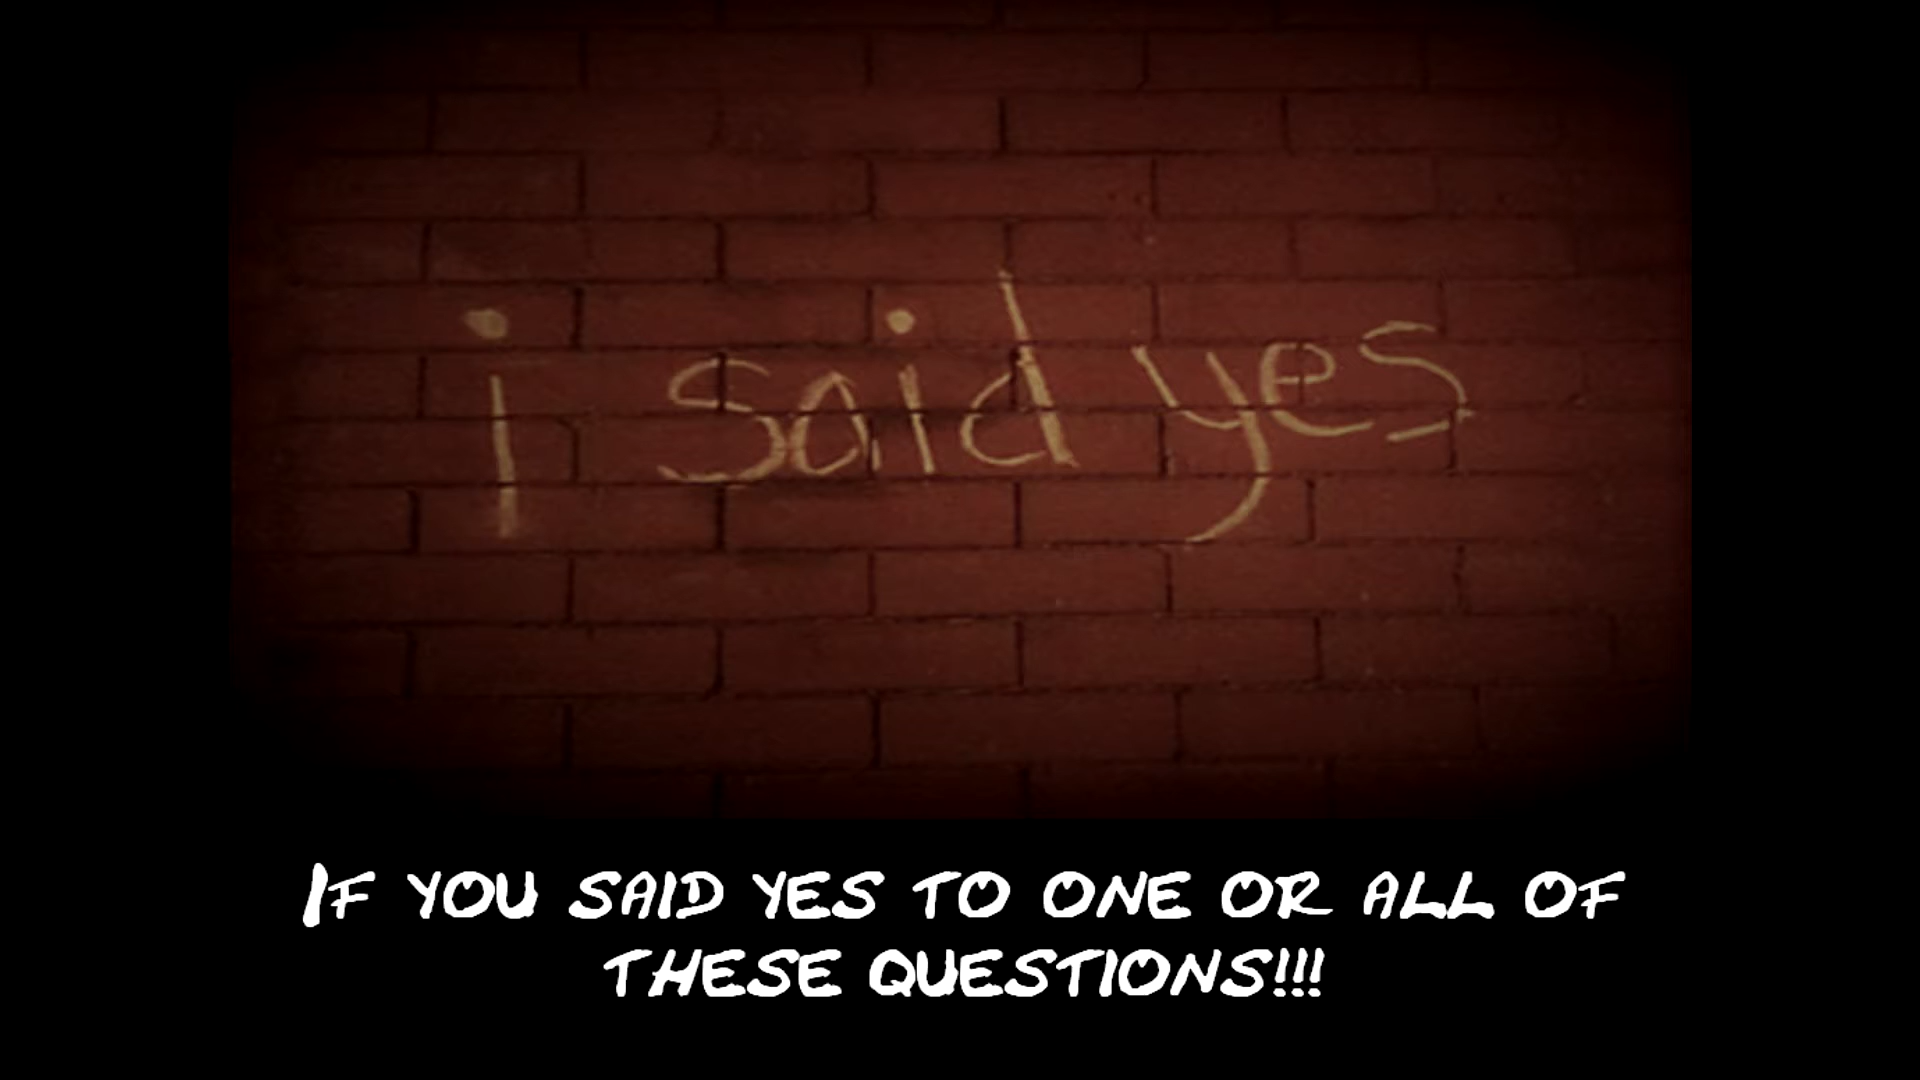 i said yes
If you said yes to one or all of
these questions!!!